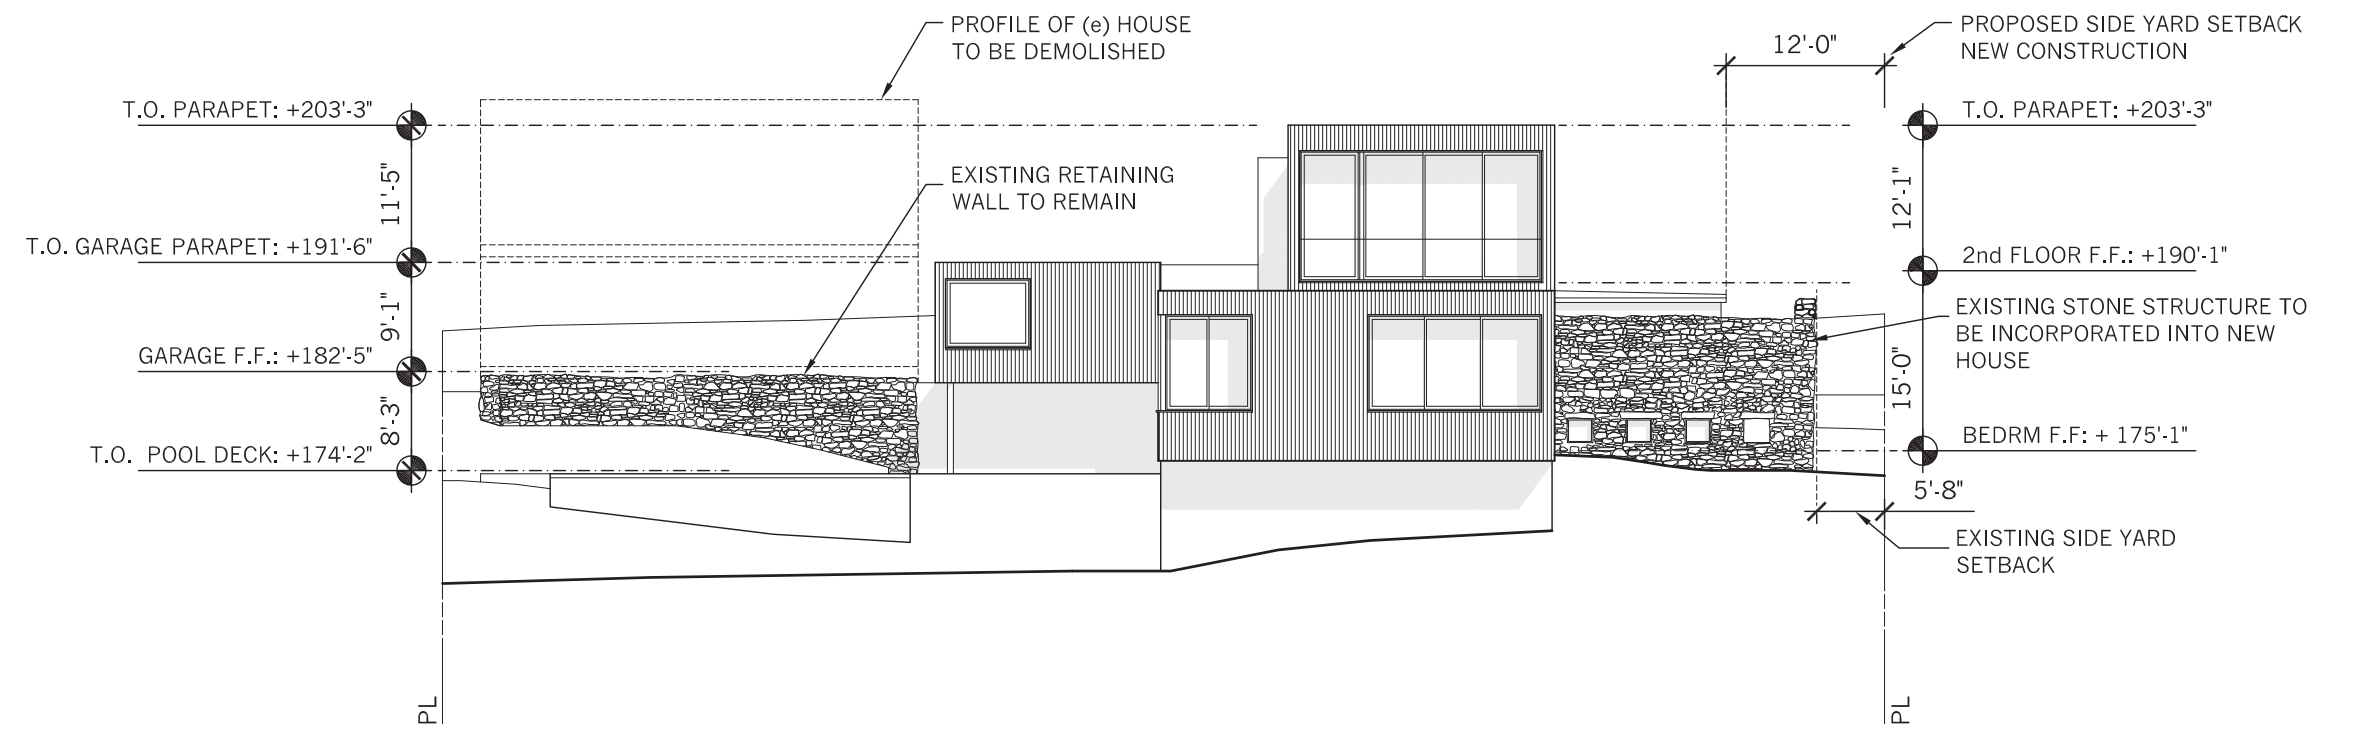 PROFILE OF (e) HOUSE
TO BE DEMOLISHED
12'-0"
PROPOSED SIDE YARD SETBACK
NEW CONSTRUCTION
T.O. PARAPET: +203'-3"
T.O. PARAPET: +203'-3"
11'-5"
EXISTING RETAINING
WALL TO REMAIN
12'-1"
T.O. GARAGE PARAPET: +191'-6"
2nd FLOOR F.F.: +190'-1"
9'-1"
EXISTING STONE STRUCTURE TO
BE INCORPORATED INTO NEW
HOUSE
GARAGE F.F.: +182'-5"
15'-0"
8'-3"
BEDRM F.F: + 175'-1"
T.O. POOL DECK: +174'-2"
5'-8"
EXISTING SIDE YARD
SETBACK
PL
PL